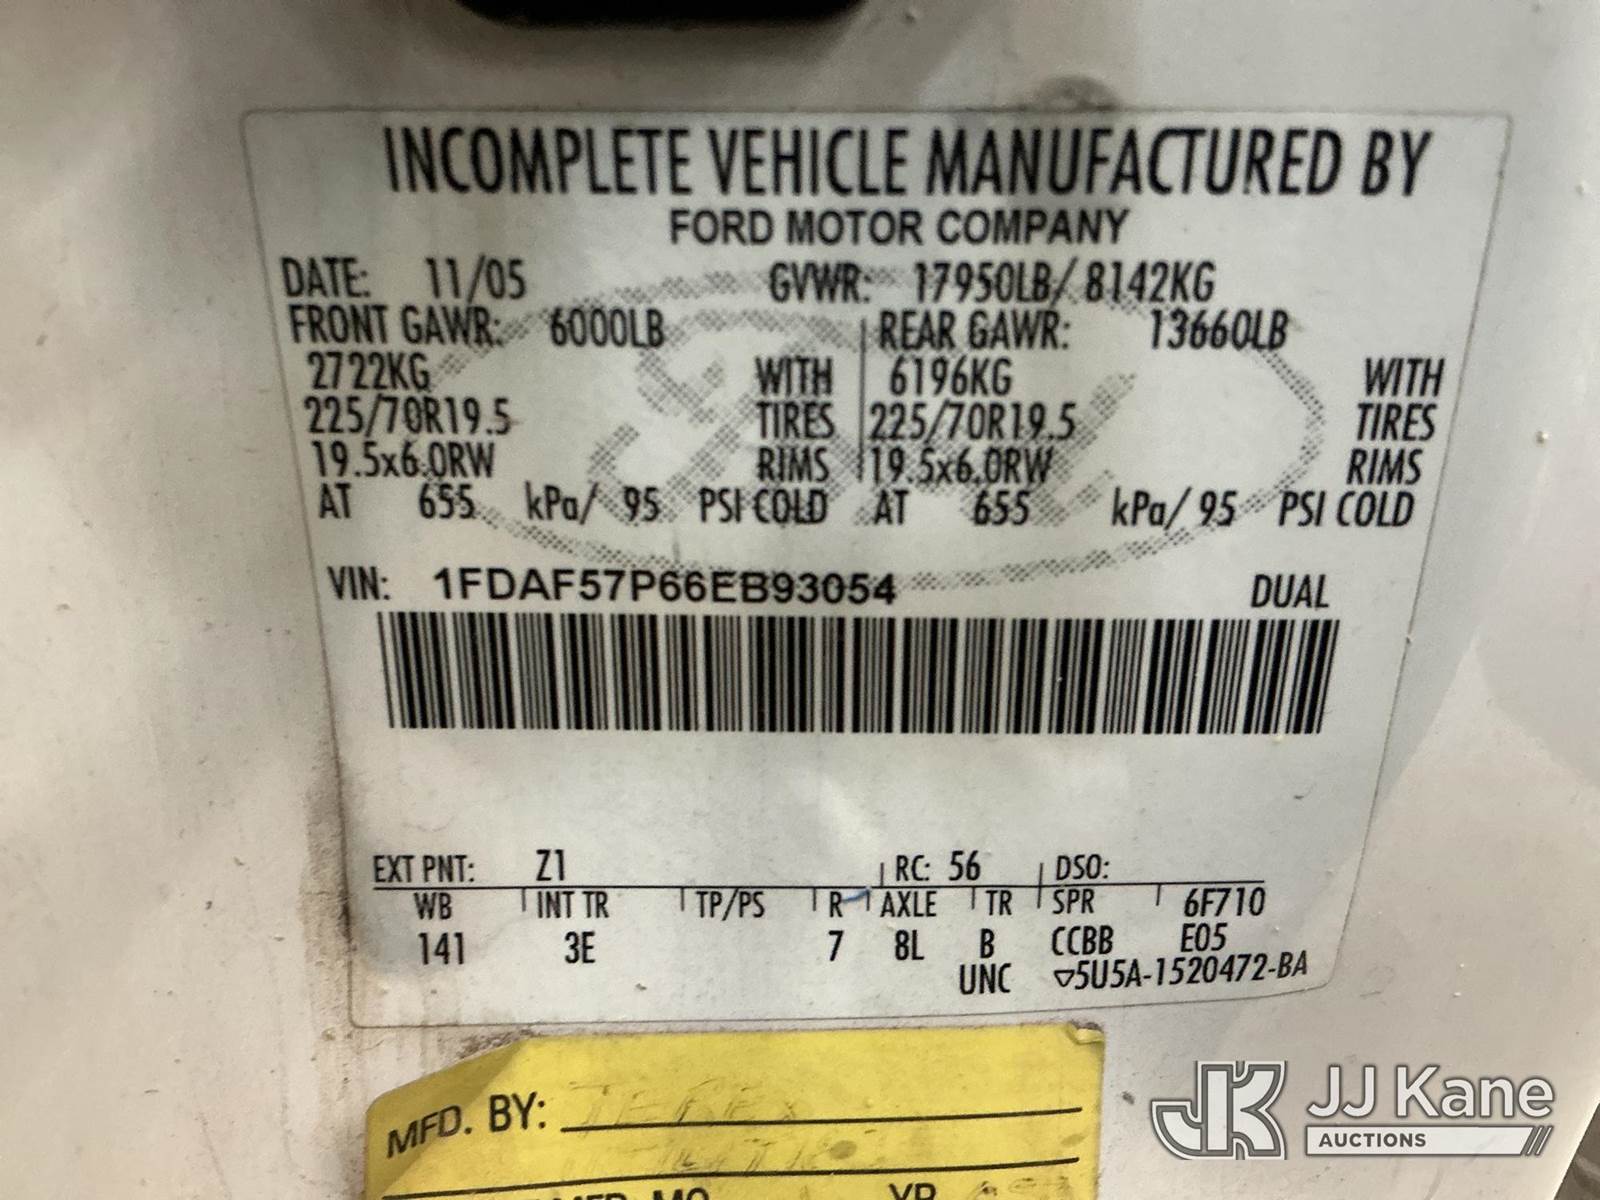 INCOMPLETE VEHICLE MANUFACTURED BY
FORD MOTOR COMPANY
DATE: 11/05 GVWR: 17950LB/ 8142KG
FRONT GAWR: 6000LB REAR GAWR: 13660LB
2722KG WITH 6196KG WITH
225/70R19.5 TIRES 225/70R19.5 TIRES
19.5x6.0RW RIMS 19.5x6.0RW RIMS
AT 655 kPa/ 95 PSI COLD AT 655 kPa/ 95 PSI COLD
VIN: 1FDAF57P66EB93054 DUAL
EXT PNT: Z1 RC: 56 DSO:
WB INT TR TP/PS R AXLE TR SPR 6F710
141 3E 7 8L B CCBB E05
UNC ▽5U5A-1520472-BA
MFD. BY:
MFD MO YR
JK JJ Kane
AUCTIONS